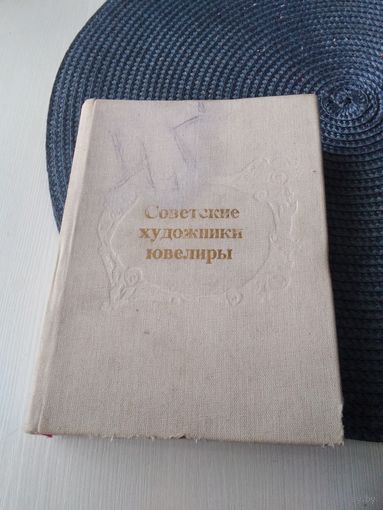 Советские
художники
ювелиры